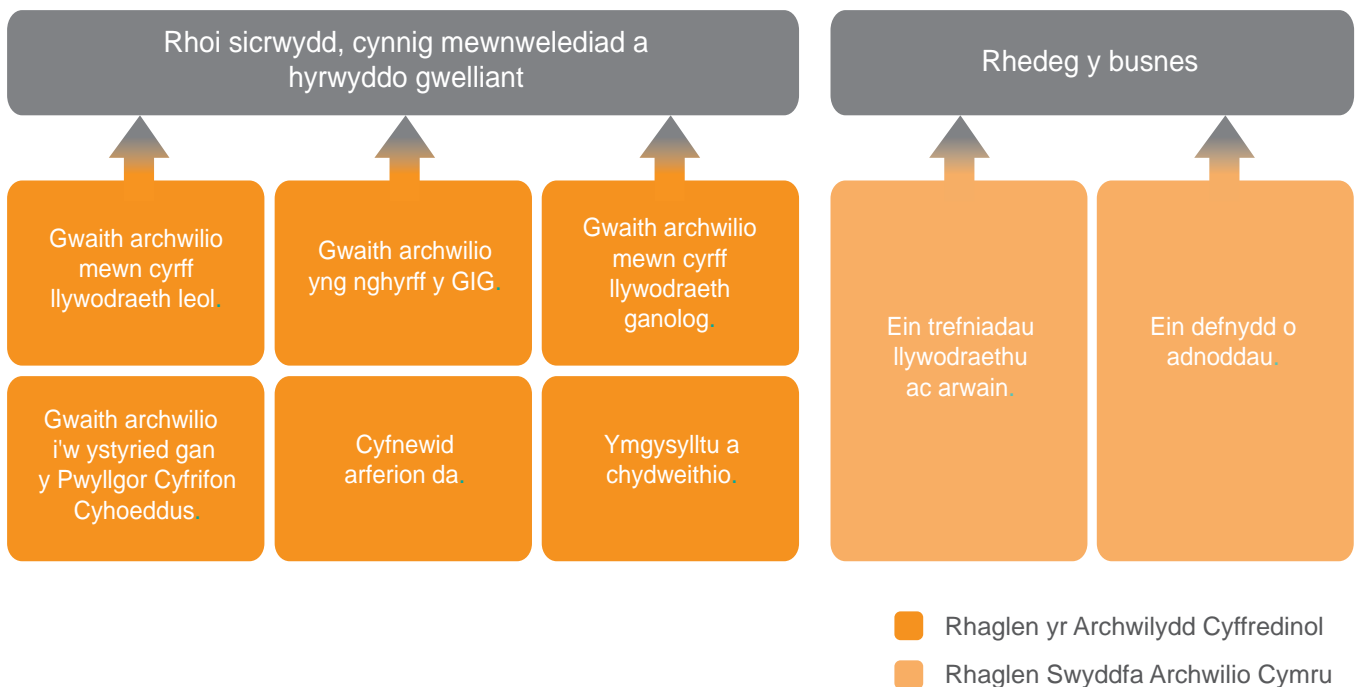 Rhoi sicrwydd, cynnig mewnwelediad a
hyrwyddo gwelliant
Rhedeg y busnes
Gwaith archwilio
mewn cyrff
llywodraeth leol.
Gwaith archwilio
yng nghyrff y GIG.
Gwaith archwilio
mewn cyrff
llywodraeth
ganolog.
Ein trefniadau
llywodraethu
ac arwain.
Ein defnydd o
adnoddau.
Gwaith archwilio
i'w ystyried gan
y Pwyllgor Cyfrifon
Cyhoeddus.
Cyfnewid
arferion da.
Ymgysylltu a
chydweithio.
Rhaglen yr Archwilydd Cyffredinol
Rhaglen Swyddfa Archwilio Cymru